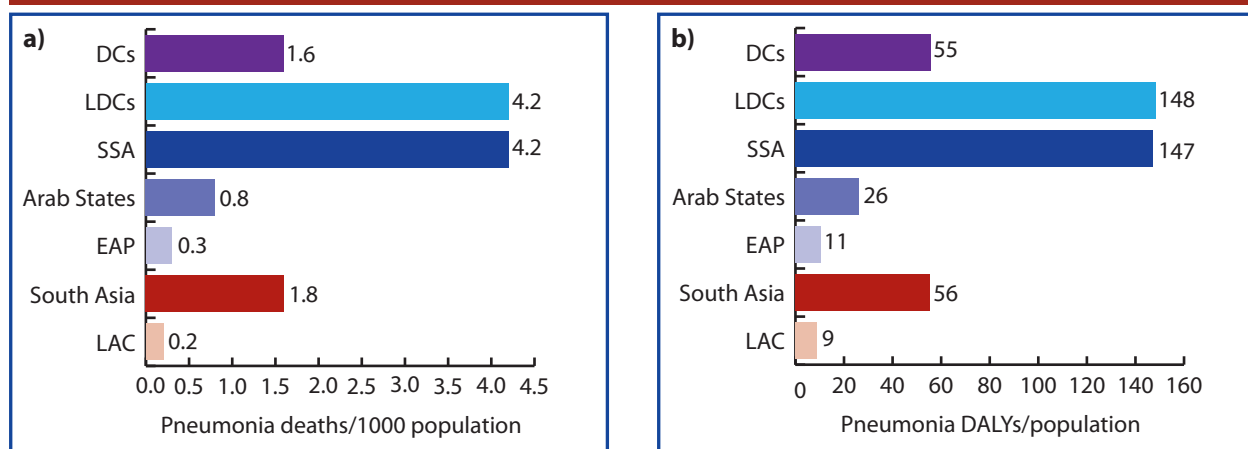 a)
DCs 1.6
LDCs 4.2
SSA 4.2
Arab States 0.8
EAP 0.3
South Asia 1.8
LAC 0.2
0.0 0.5 1.0 1.5 2.0 2.5 3.0 3.5 4.0 4.5
Pneumonia deaths/1000 population
b)
DCs 55
LDCs 148
SSA 147
Arab States 26
EAP 11
South Asia 56
LAC 9
0 20 40 60 80 100 120 140 160
Pneumonia DALYs/population